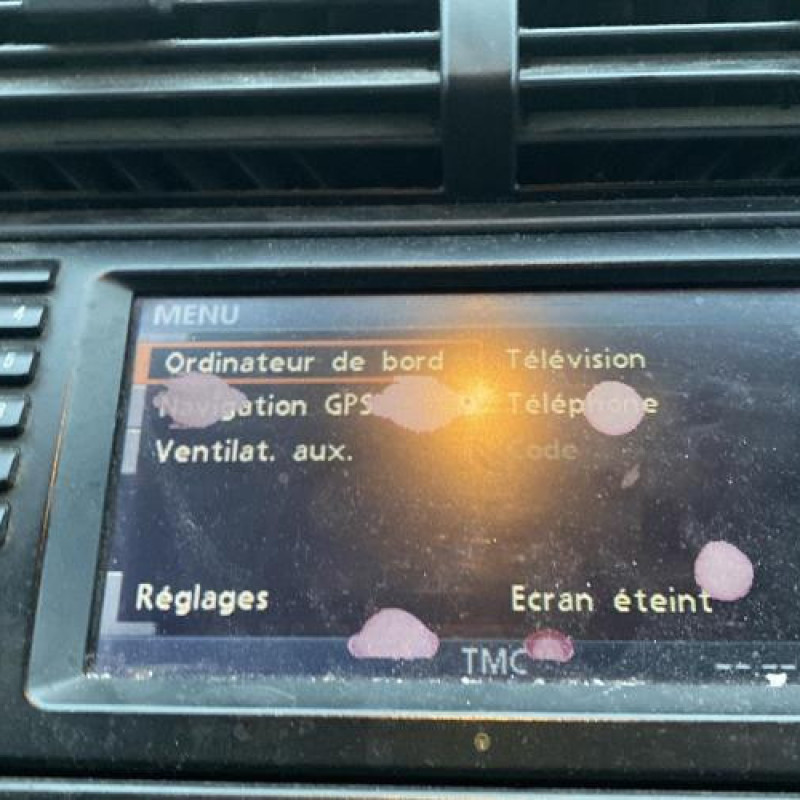 MENU
Ordinateur de bord Télévision
Navigation GPS Téléphone
Ventilat. aux. Code
Réglages Ecran éteint
TMC --:--